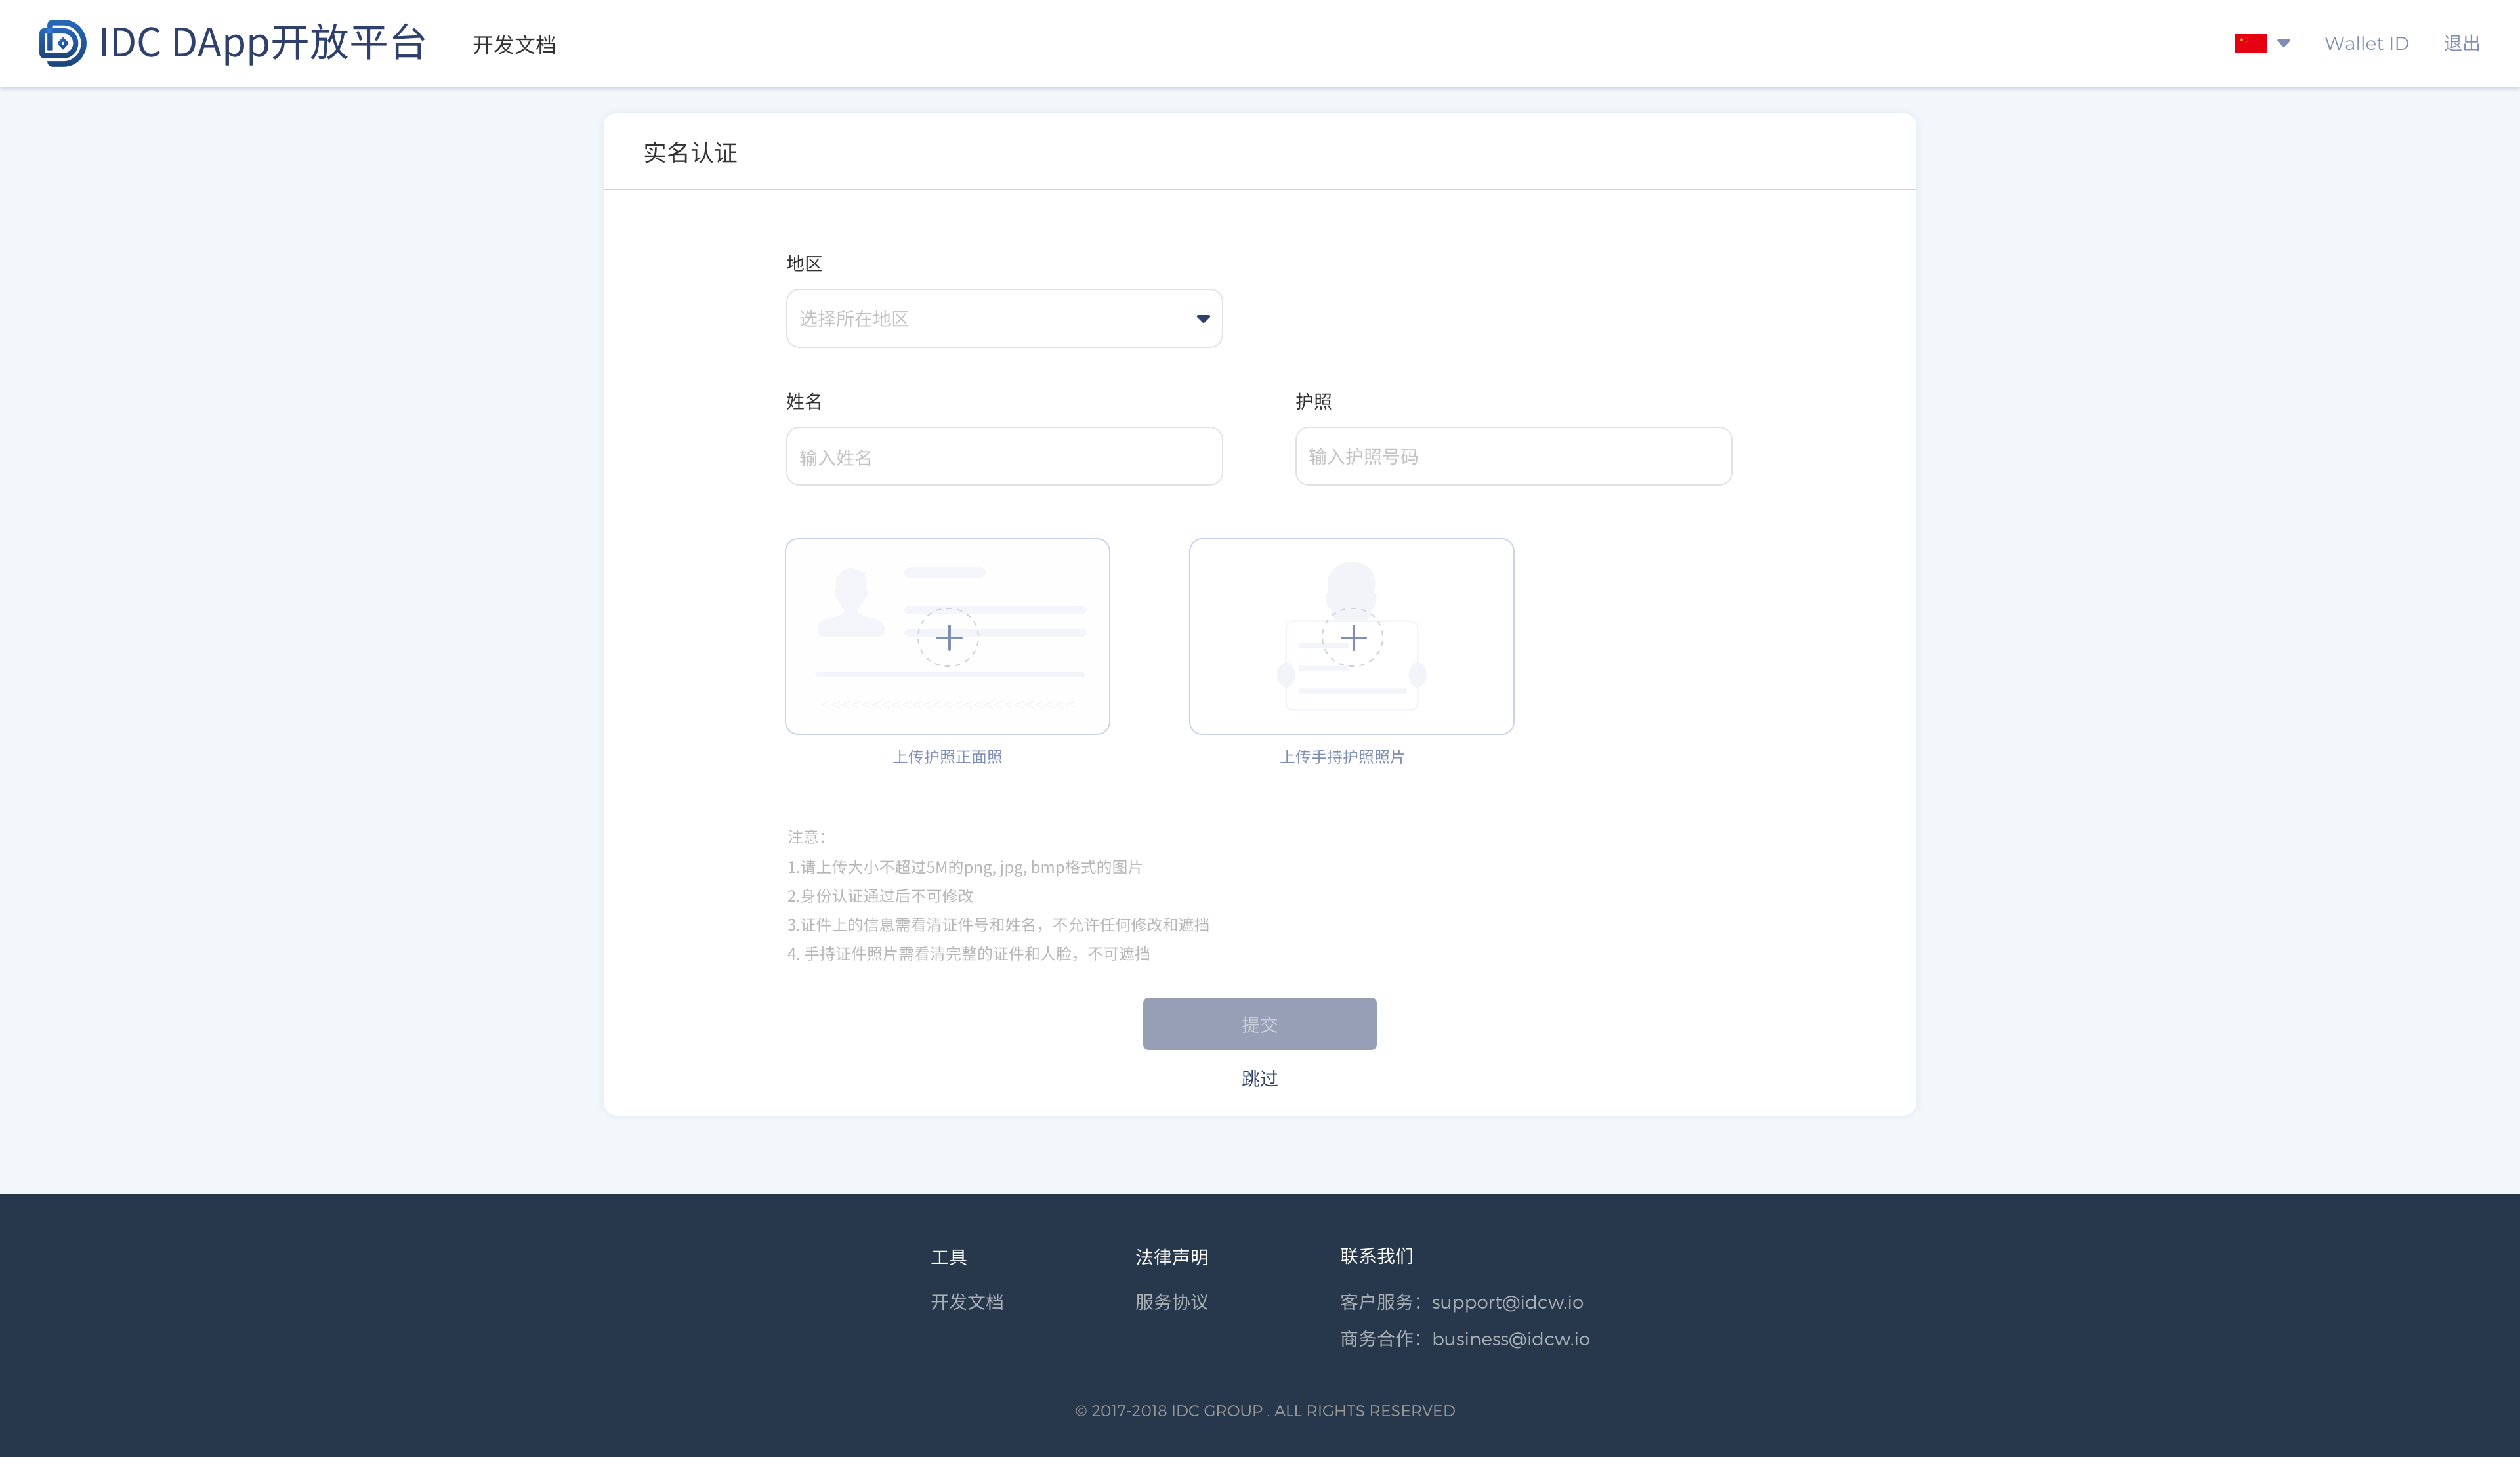 IDC DApp开放平台
开发文档
Wallet ID
退出
实名认证
地区
选择所在地区
姓名
护照
输入姓名
输入护照号码
<<<<<<<<<<<<<<<<<<<<<<<<<
上传护照正面照
上传手持护照照片
注意：
1.请上传大小不超过5M的png, jpg, bmp格式的图片
2.身份认证通过后不可修改
3.证件上的信息需看清证件号和姓名，不允许任何修改和遮挡
4. 手持证件照片需看清完整的证件和人脸，不可遮挡
提交
跳过
工具
法律声明
联系我们
开发文档
服务协议
客户服务：support@idcw.io
商务合作：business@idcw.io
© 2017-2018 IDC GROUP . ALL RIGHTS RESERVED